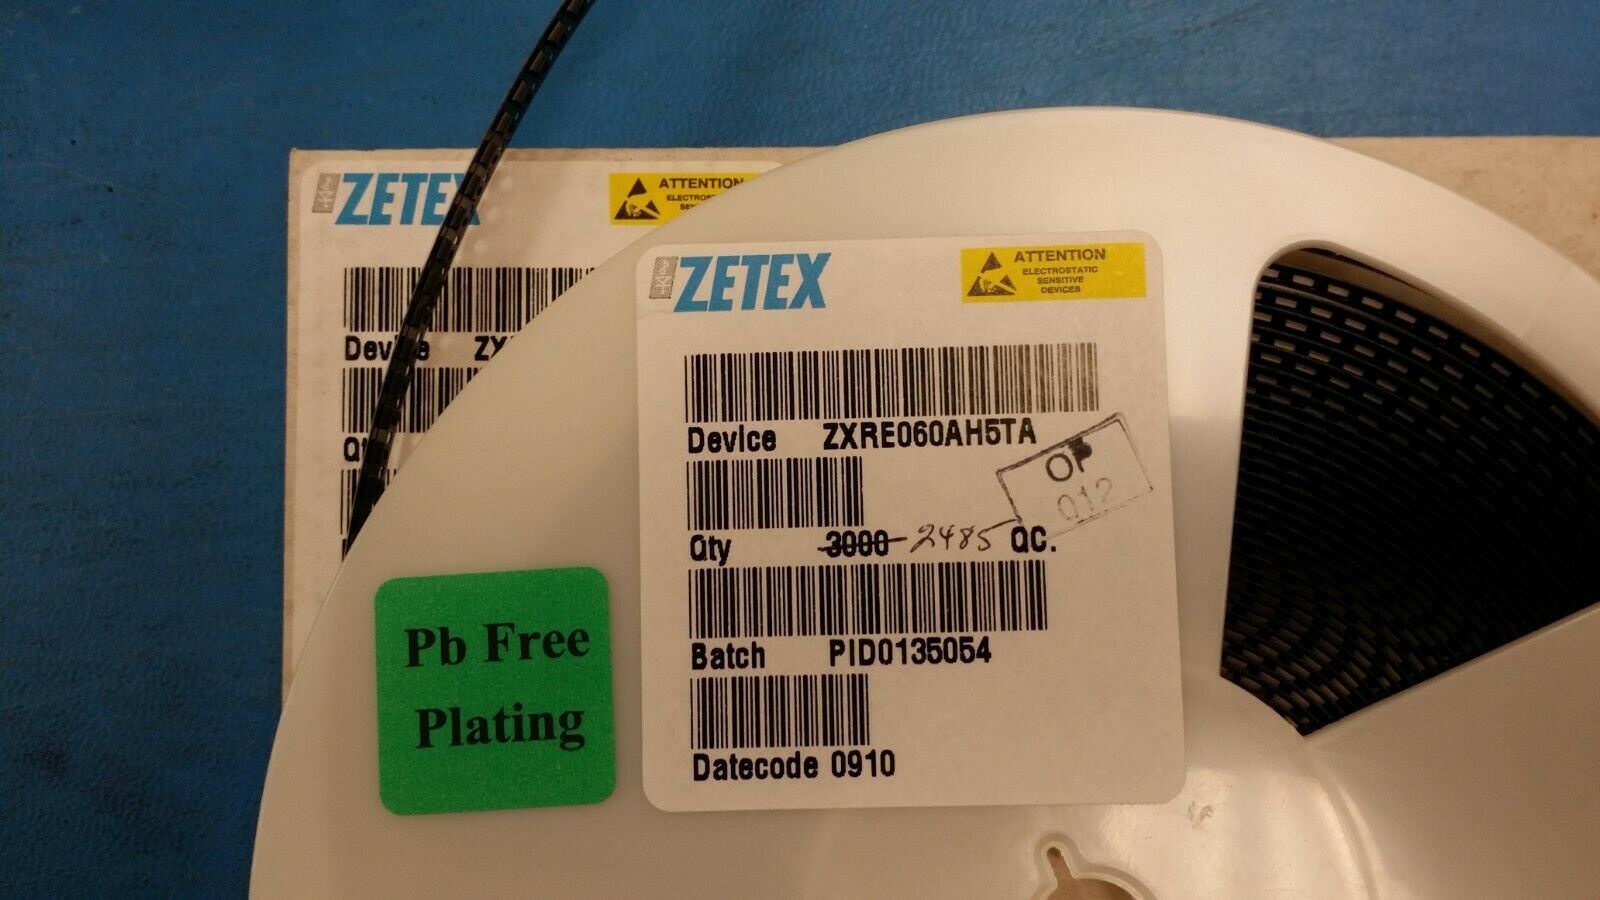 ZETEX
ATTENTION
Device
ZETEX
ATTENTION
ELECTROSTATIC
SENSITIVE
DEVICES
Device ZXRE060AH5TA
OP
012
Qty 3000 2485 QC.
Batch PID0135054
Datecode 0910
Pb Free
Plating